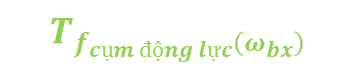 T f cụm động lực(ω bx)